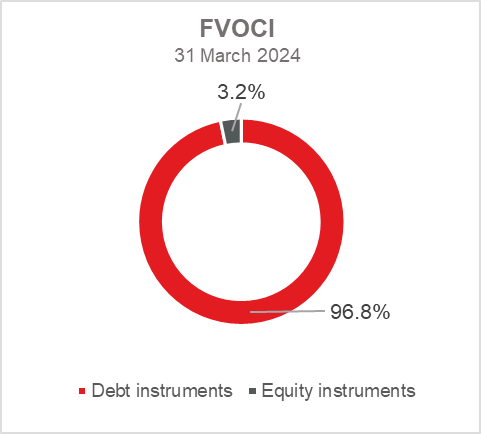 FVOCI
31 March 2024
3.2%
96.8%
Debt instruments
Equity instruments